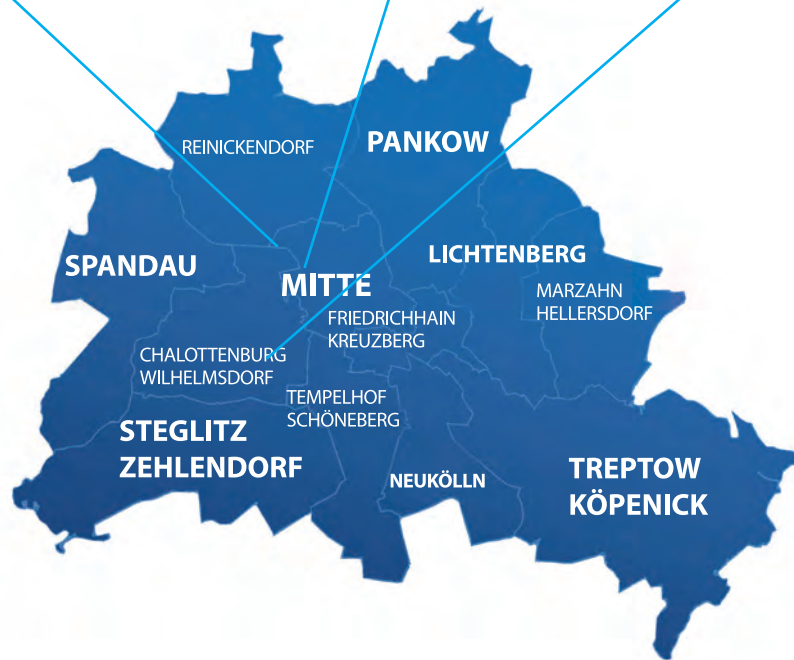 REINICKENDORF
PANKOW
SPANDAU
LICHTENBERG
MITTE
MARZAHN
HELLERSDORF
FRIEDRICHHAIN
KREUZBERG
CHALOTTENBURG
WILHELMSDORF
TEMPELHOF
SCHÖNEBERG
STEGLITZ
ZEHLENDORF
NEUKÖLLN
TREPTOW
KÖPENICK